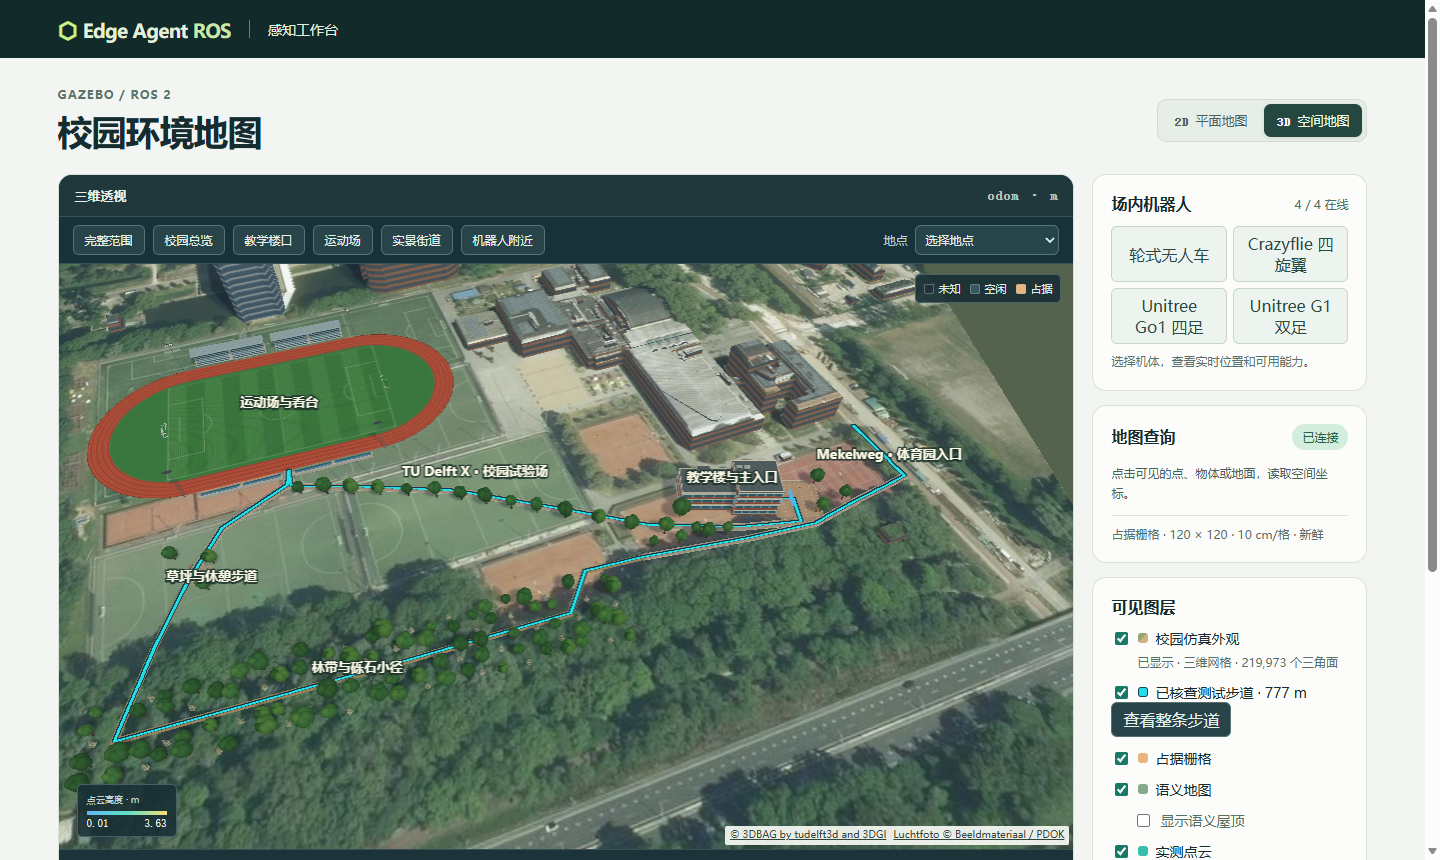 Edge Agent ROS
感知工作台
GAZEBO / ROS 2
校园环境地图
2D 平面地图
3D 空间地图
三维透视
odom · m
完整范围
校园总览
教学楼口
运动场
实景街道
机器人附近
地点
选择地点
未知
空闲
占据
运动场与看台
TU Delft X • 校园试验场
Mekelweg • 体育园入口
教学楼与主入口
草坪与休憩步道
林带与砾石小径
点云高度 · m
0.01
3.63
© 3DBAG by tudelft3d and 3DGI
Luchtfoto © Beeldmateriaal / PDOK
场内机器人
4 / 4 在线
轮式无人车
Crazyflie 四
旋翼
Unitree
Go1 四足
Unitree G1
双足
选择机体，查看实时位置和可用能力。
地图查询
已连接
点击可见的点、物体或地面，读取空间坐
标。
占据栅格 · 120 × 120 · 10 cm/格 · 新鲜
可见图层
校园仿真外观
已显示 · 三维网格 · 219,973 个三角面
已核查测试步道 · 777 m
查看整条步道
占据栅格
语义地图
显示语义屋顶
实测点云